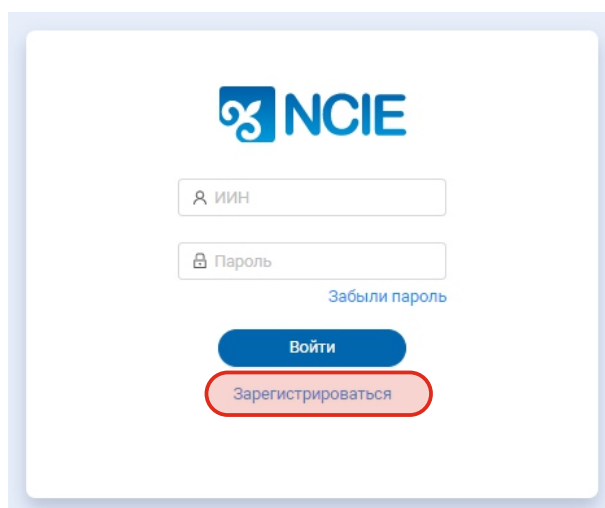 NCIE
ИИН
Пароль
Забыли пароль
Войти
Зарегистрироваться